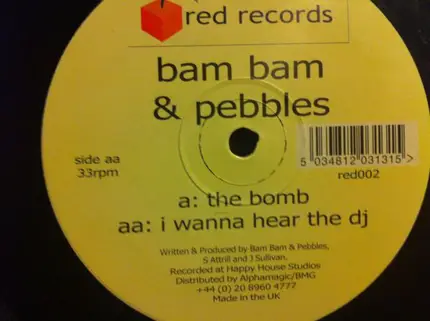 red records
bam bam
& pebbles
side aa
33rpm
5 034812 031315 >
red002
a: the bomb
aa: i wanna hear the dj
Written & Produced by Bam Bam & Pebbles,
S Attrill and J Sullivan.
Recorded at Happy House Studios
Distributed by Alphamagic/BMG
+44 (0) 20 8960 4777
Made in the UK